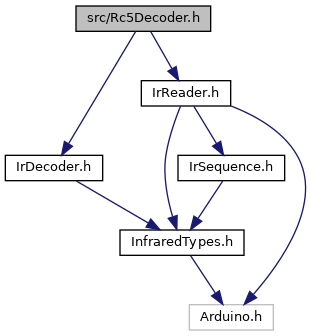 src/Rc5Decoder.h
IrReader.h
IrDecoder.h
IrSequence.h
InfraredTypes.h
Arduino.h